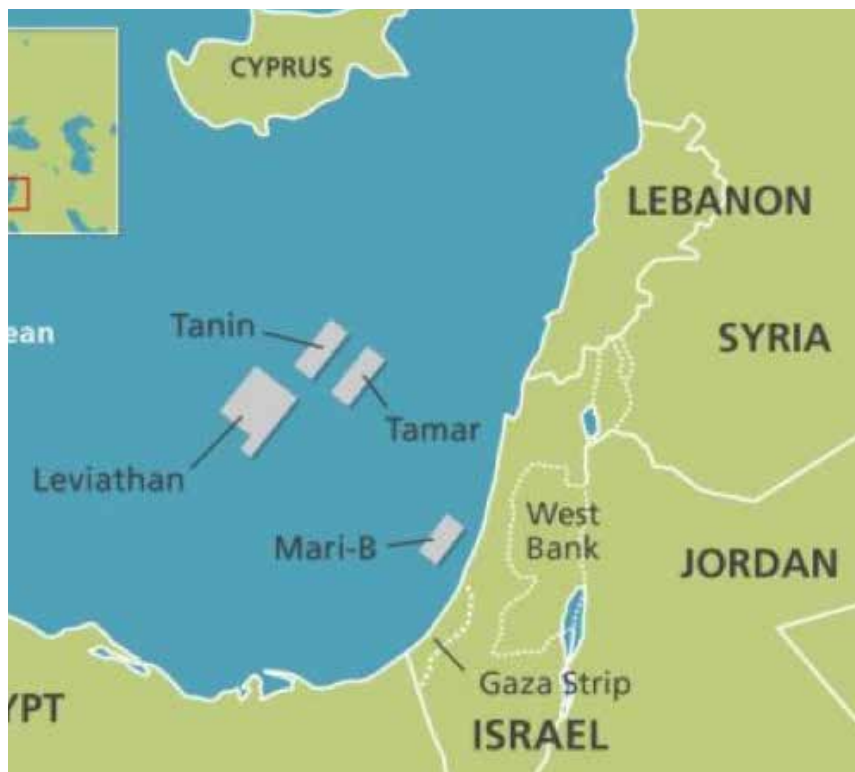 CYPRUS
LEBANON
ean
Tanin
SYRIA
Tamar
Leviathan
West
Bank
Mari-B
JORDAN
Gaza Strip
YPT
ISRAEL